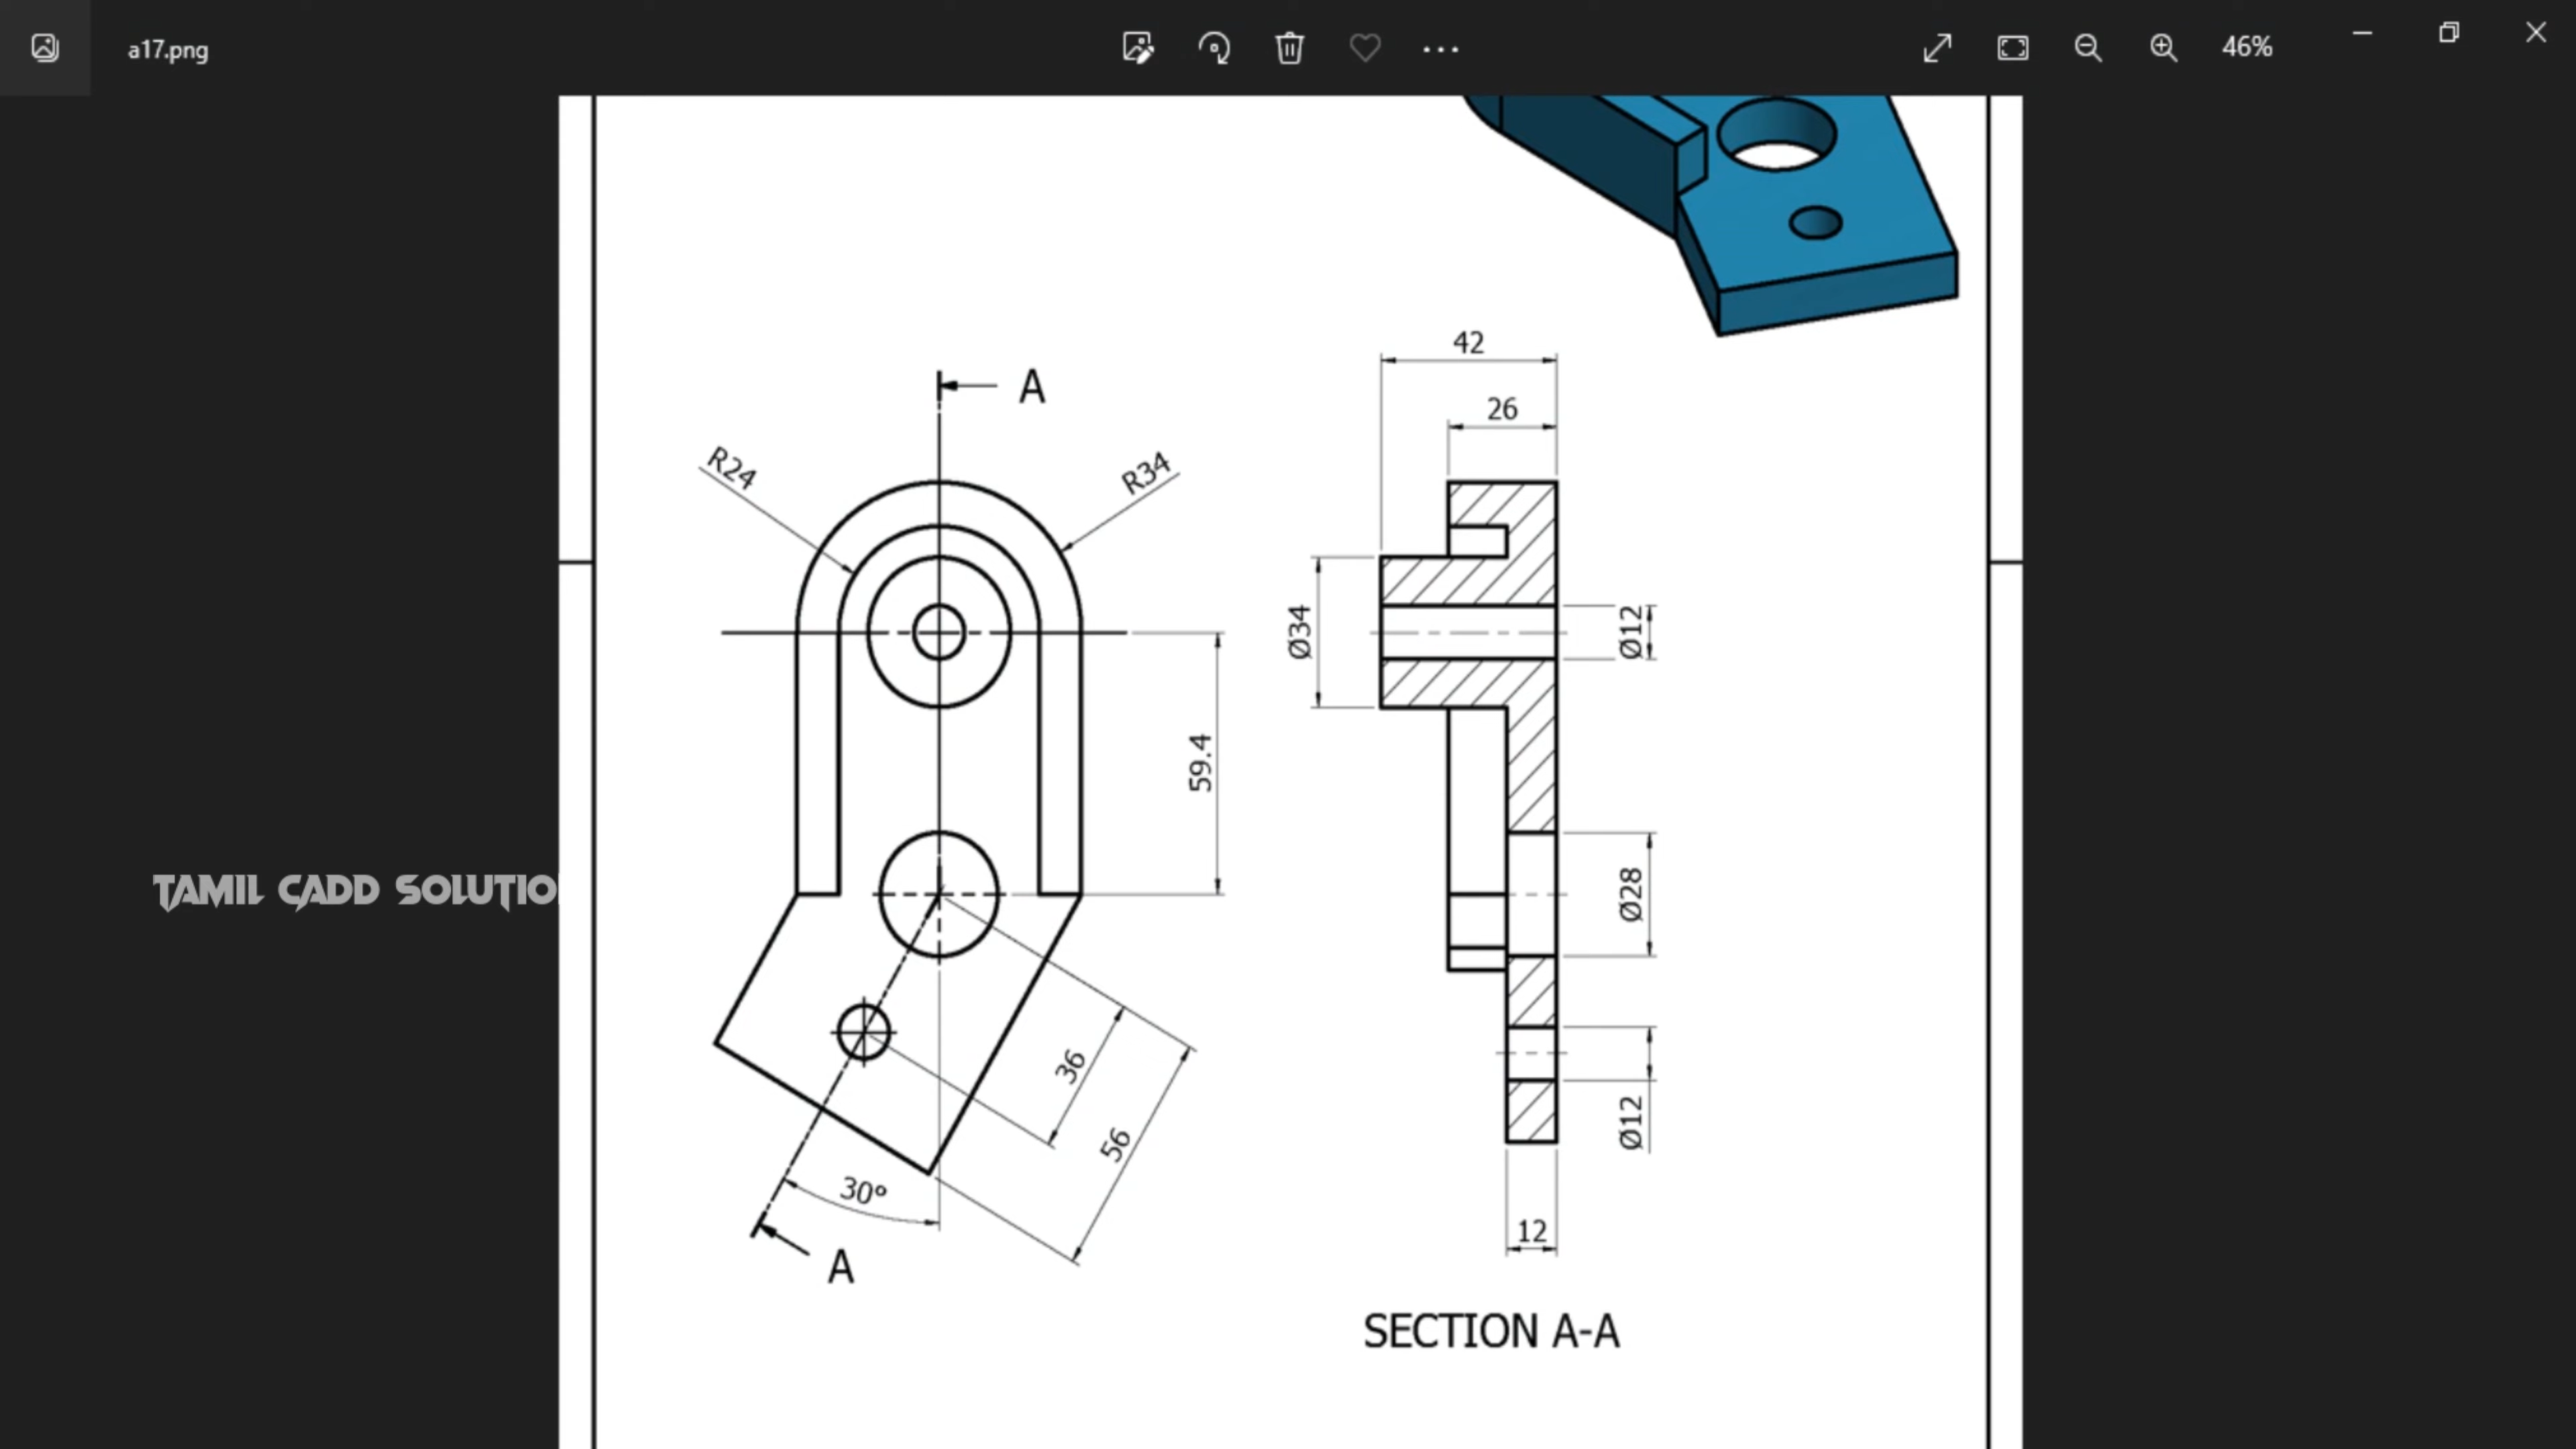 a17.png
46%
42
26
A
R24
R34
Ø34
Ø12
59.4
TAMIL CADD SOLUTIO
Ø28
36
56
Ø12
30°
A
12
SECTION A-A